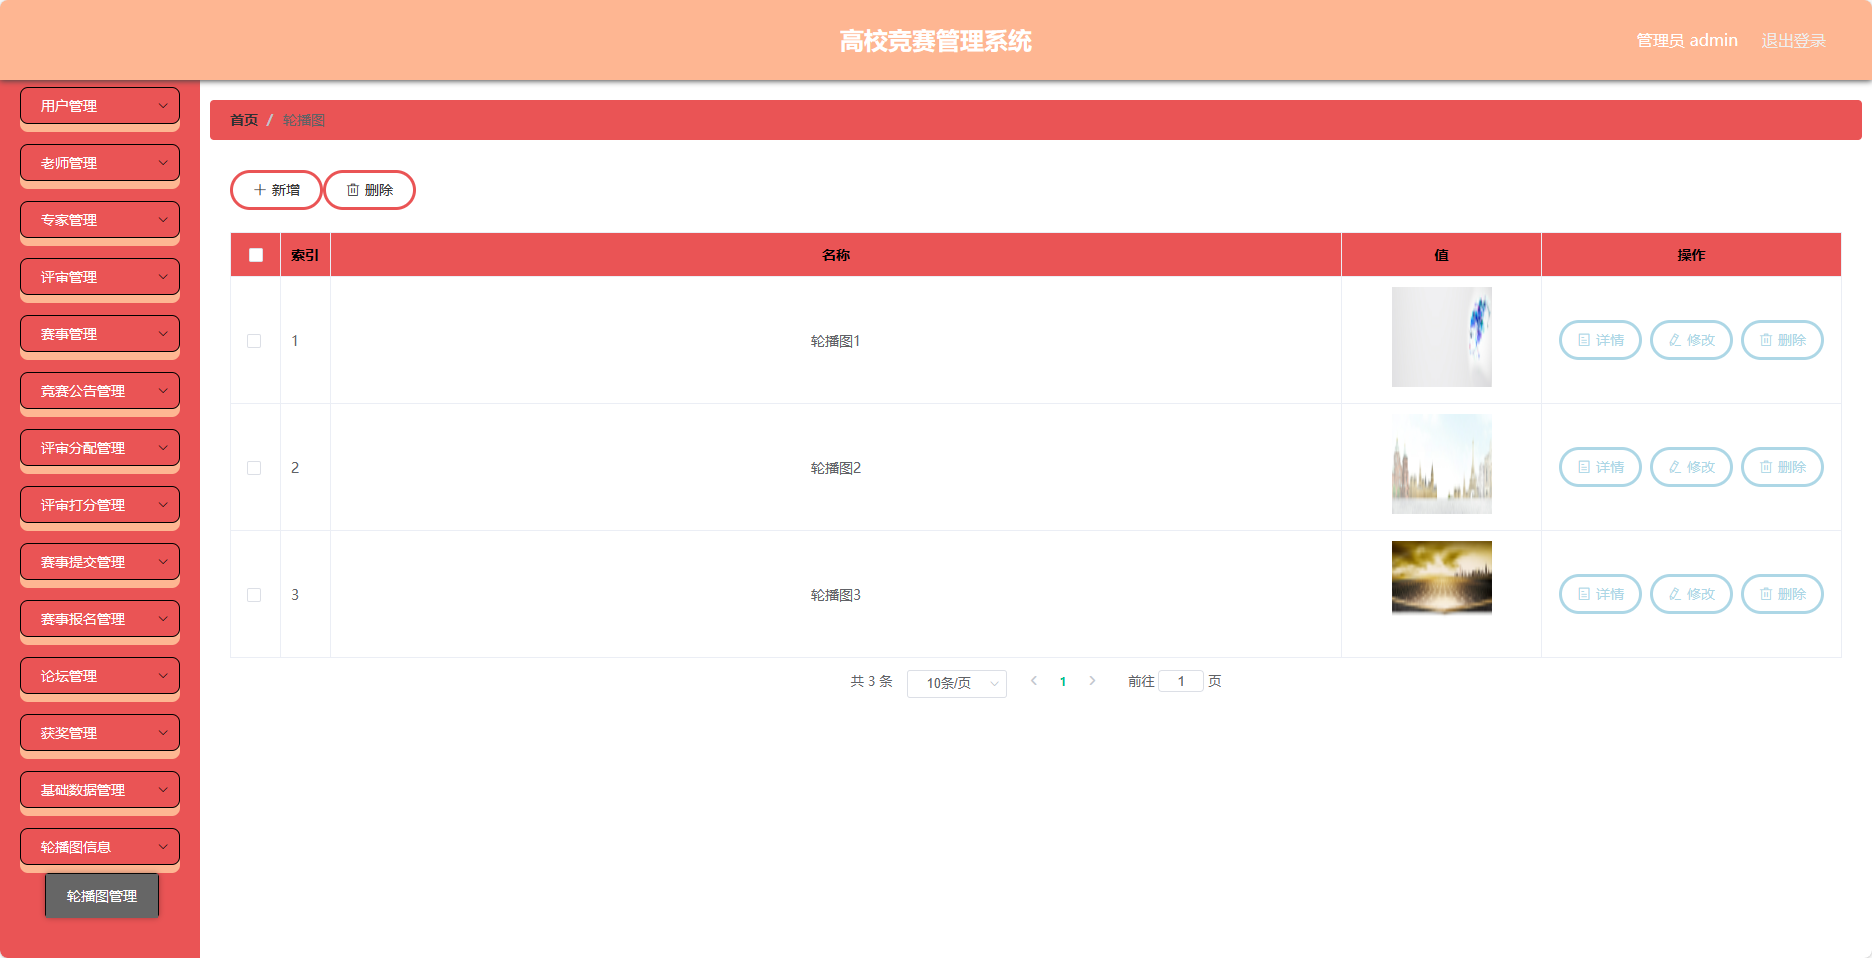 高校竞赛管理系统
管理员 admin 退出登录
用户管理
老师管理
专家管理
评审管理
赛事管理
竞赛公告管理
评审分配管理
评审打分管理
赛事提交管理
赛事报名管理
论坛管理
获奖管理
基础数据管理
轮播图信息
轮播图管理
首页 / 轮播图
新增 删除
索引 名称 值 操作
1 轮播图1 详情 修改 删除
2 轮播图2 详情 修改 删除
3 轮播图3 详情 修改 删除
共 3 条 10条/页 1 前往 1 页